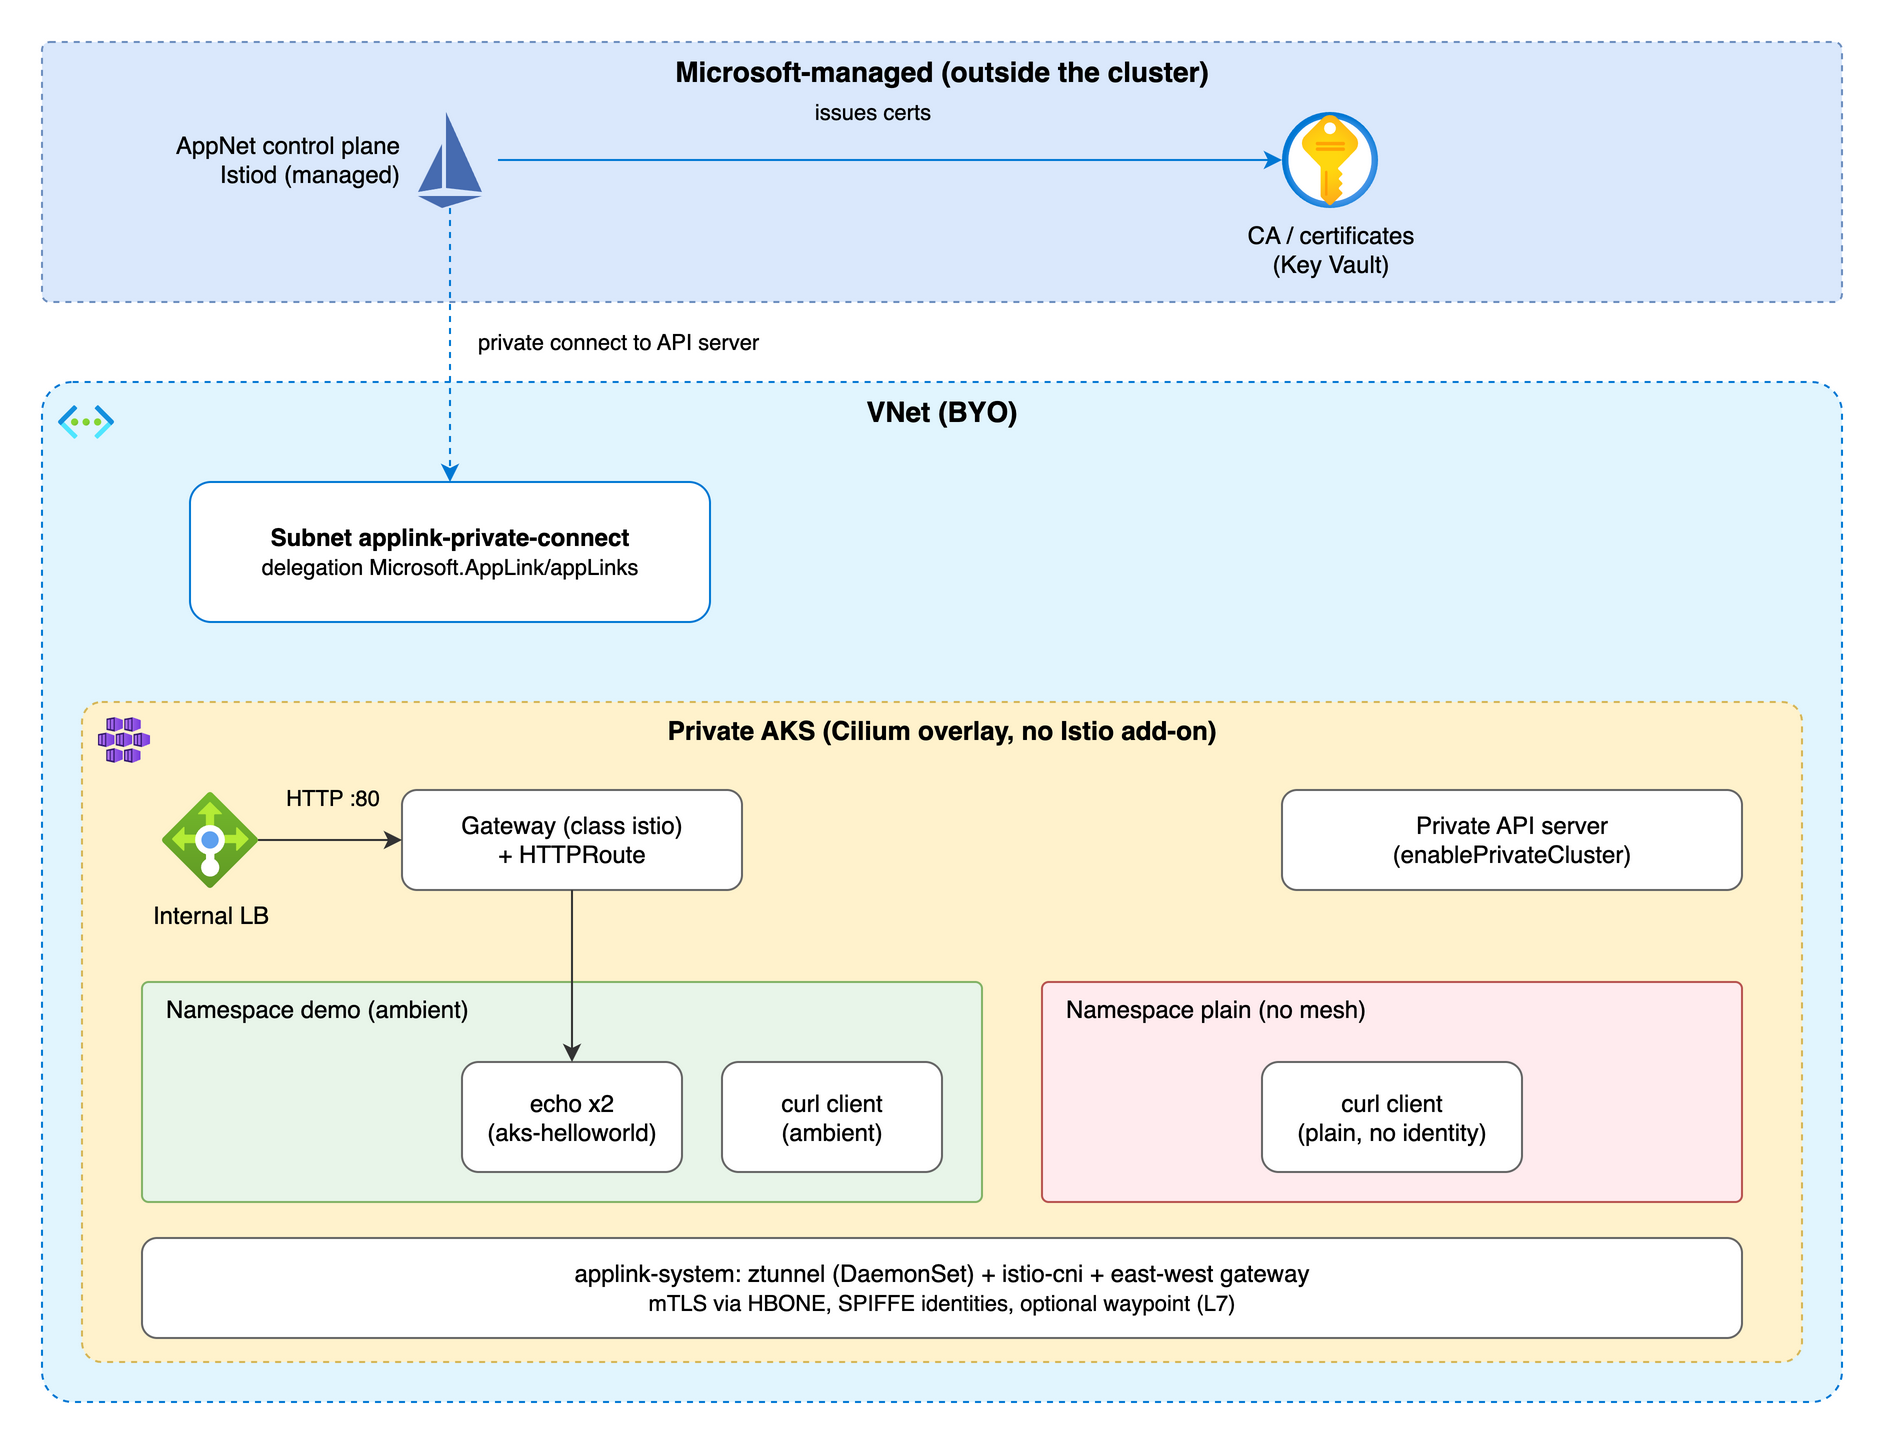 Microsoft-managed (outside the cluster)
issues certs
AppNet control plane
Istiod (managed)
CA / certificates
(Key Vault)
private connect to API server
VNet (BYO)
Subnet applink-private-connect
delegation Microsoft.AppLink/appLinks
Private AKS (Cilium overlay, no Istio add-on)
HTTP :80
Gateway (class istio)
+ HTTPRoute
Private API server
(enablePrivateCluster)
Internal LB
Namespace demo (ambient)
Namespace plain (no mesh)
echo x2
(aks-helloworld)
curl client
(ambient)
curl client
(plain, no identity)
applink-system: ztunnel (DaemonSet) + istio-cni + east-west gateway
mTLS via HBONE, SPIFFE identities, optional waypoint (L7)